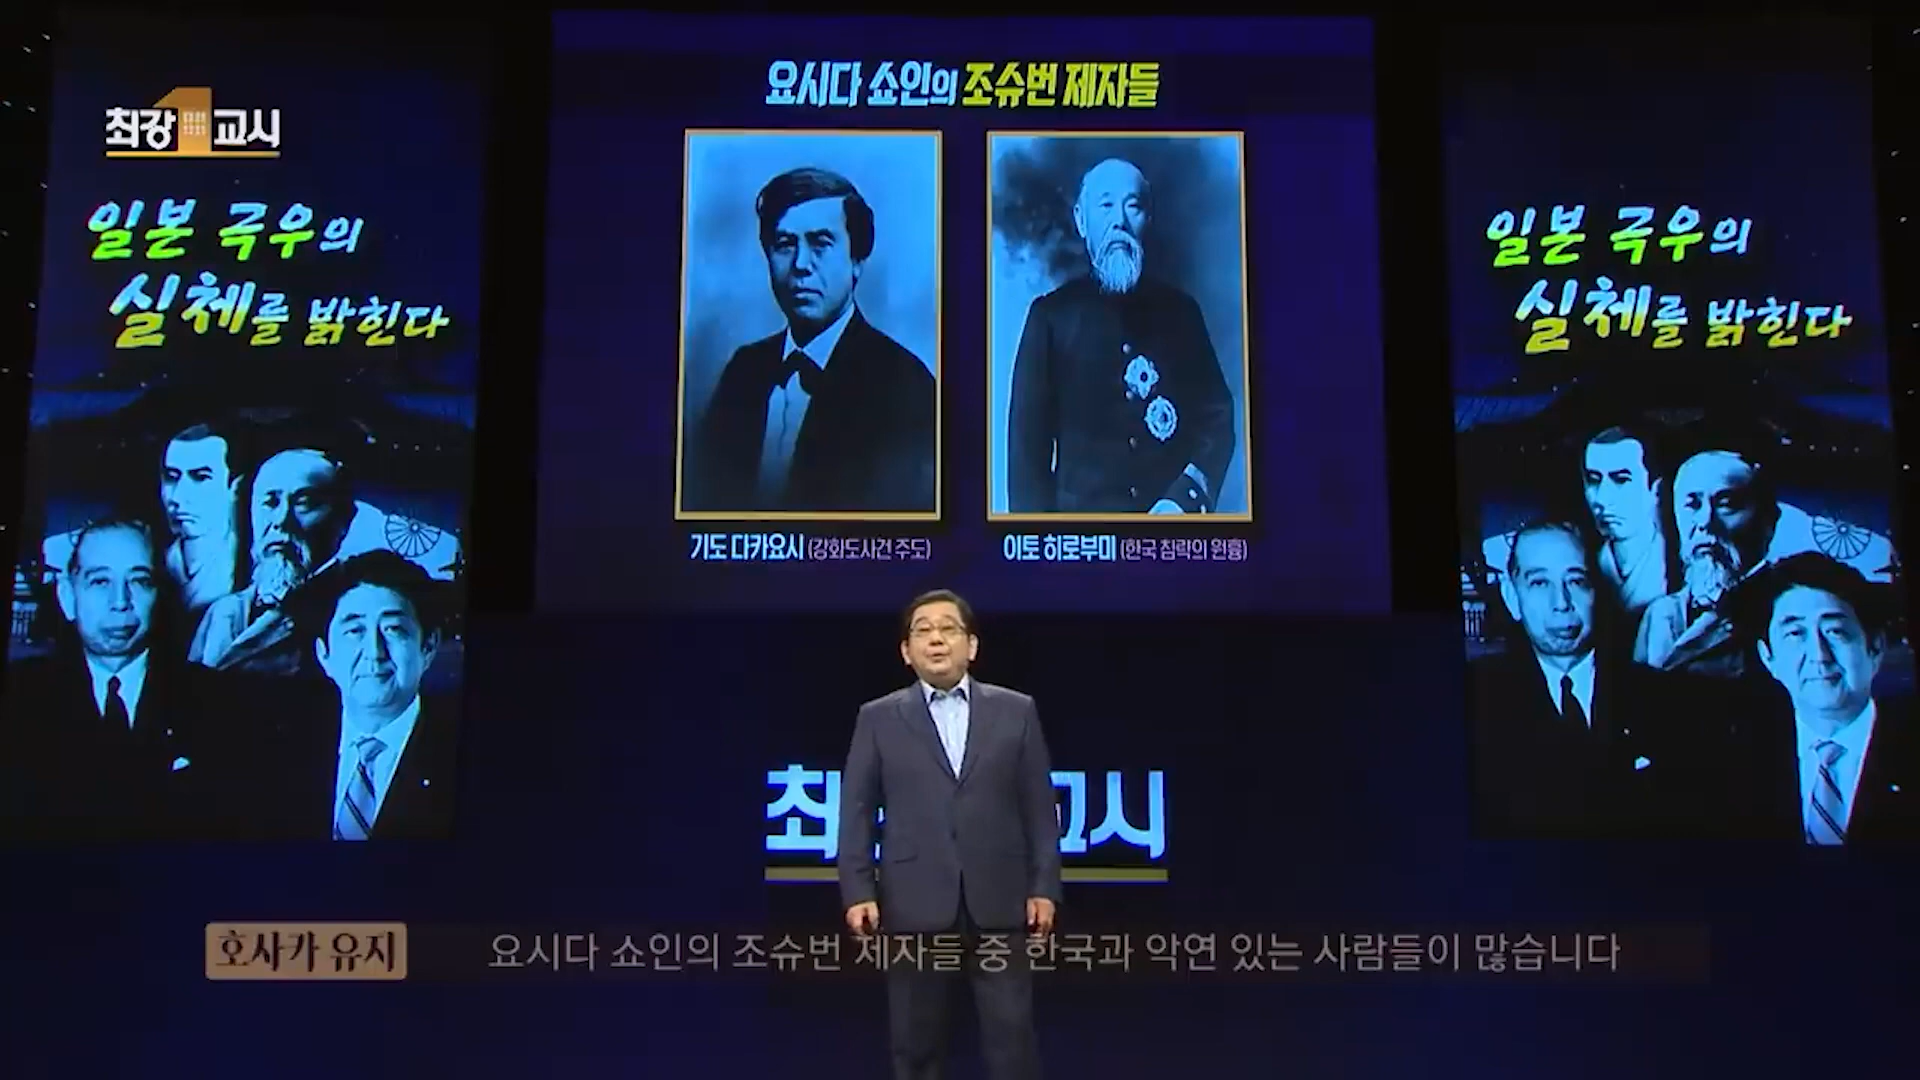 요시다 쇼인의 조슈번 제자들
최강1교시
일본 극우의
실체를 밝힌다
일본 극우의
실체를 밝힌다
기도 다카요시 (강화도사건 주도)
이토 히로부미 (한국 침략의 원흉)
최 교시
호사카 유지
요시다 쇼인의 조슈번 제자들 중 한국과 악연 있는 사람들이 많습니다